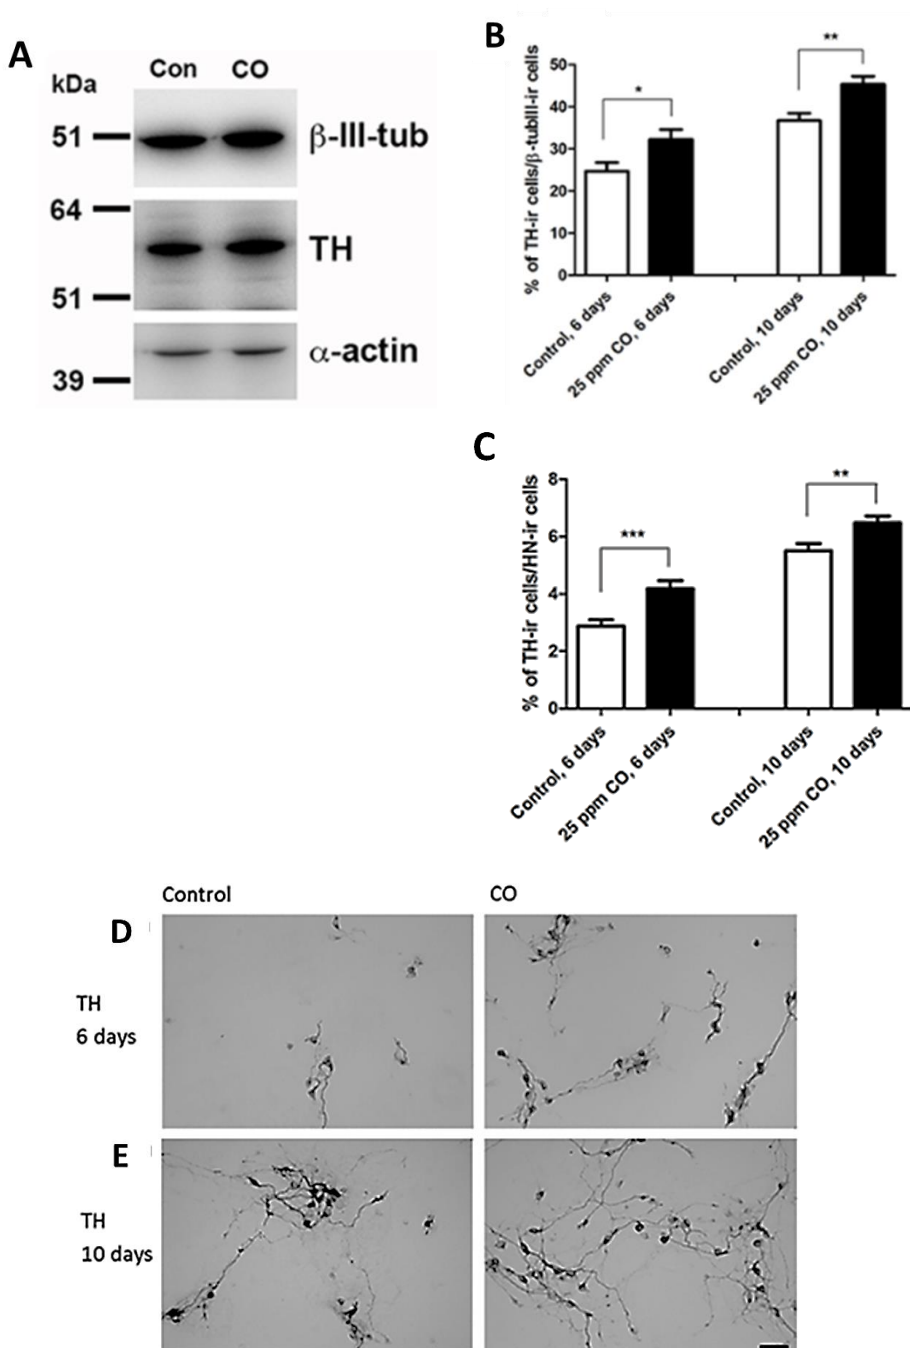 A
Con CO
kDa
51
β-III-tub
64
TH
51
α-actin
39
B
% of TH-ir cells/β-tubIII-ir cells
50
40
30
20
10
0
*
**
Control, 6 days
25 ppm CO, 6 days
Control, 10 days
25 ppm CO, 10 days
C
% of TH-ir cells/HN-ir cells
8
6
4
2
0
***
**
Control, 6 days
25 ppm CO, 6 days
Control, 10 days
25 ppm CO, 10 days
Control CO
D
TH
6 days
E
TH
10 days